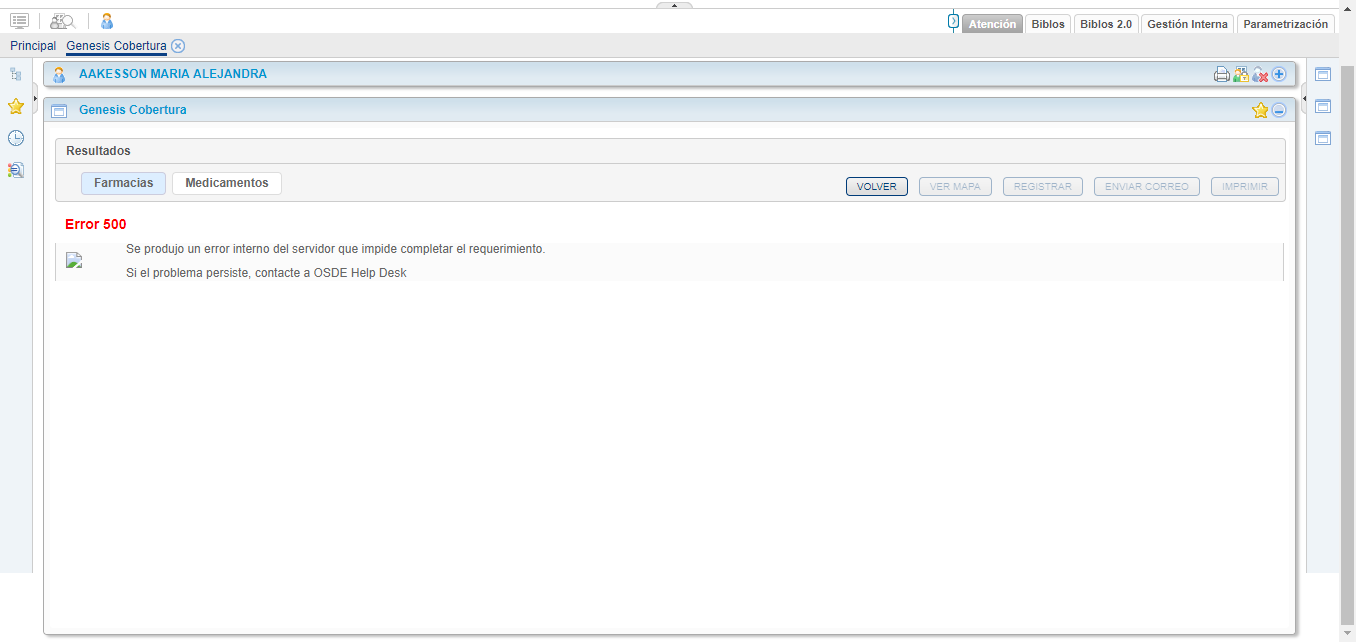 Atención Biblos Biblos 2.0 Gestión Interna Parametrización
Principal Genesis Cobertura
AAKESSON MARIA ALEJANDRA
Genesis Cobertura
Resultados
Farmacias Medicamentos
VOLVER VER MAPA REGISTRAR ENVIAR CORREO IMPRIMIR
Error 500
Se produjo un error interno del servidor que impide completar el requerimiento.
Si el problema persiste, contacte a OSDE Help Desk